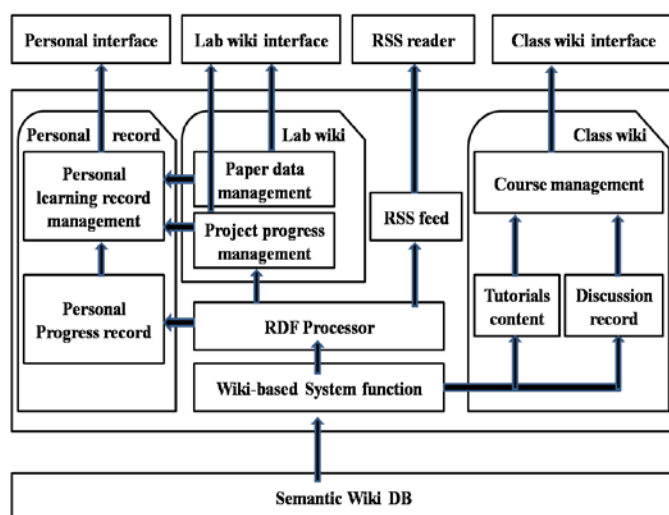 Personal interface
Lab wiki interface
RSS reader
Class wiki interface
Personal record
Lab wiki
Class wiki
Personal
learning record
management
Paper data
management
Course management
RSS feed
Project progress
management
Personal
Progress record
RDF Processor
Tutorials
content
Discussion
record
Wiki-based System function
Semantic Wiki DB